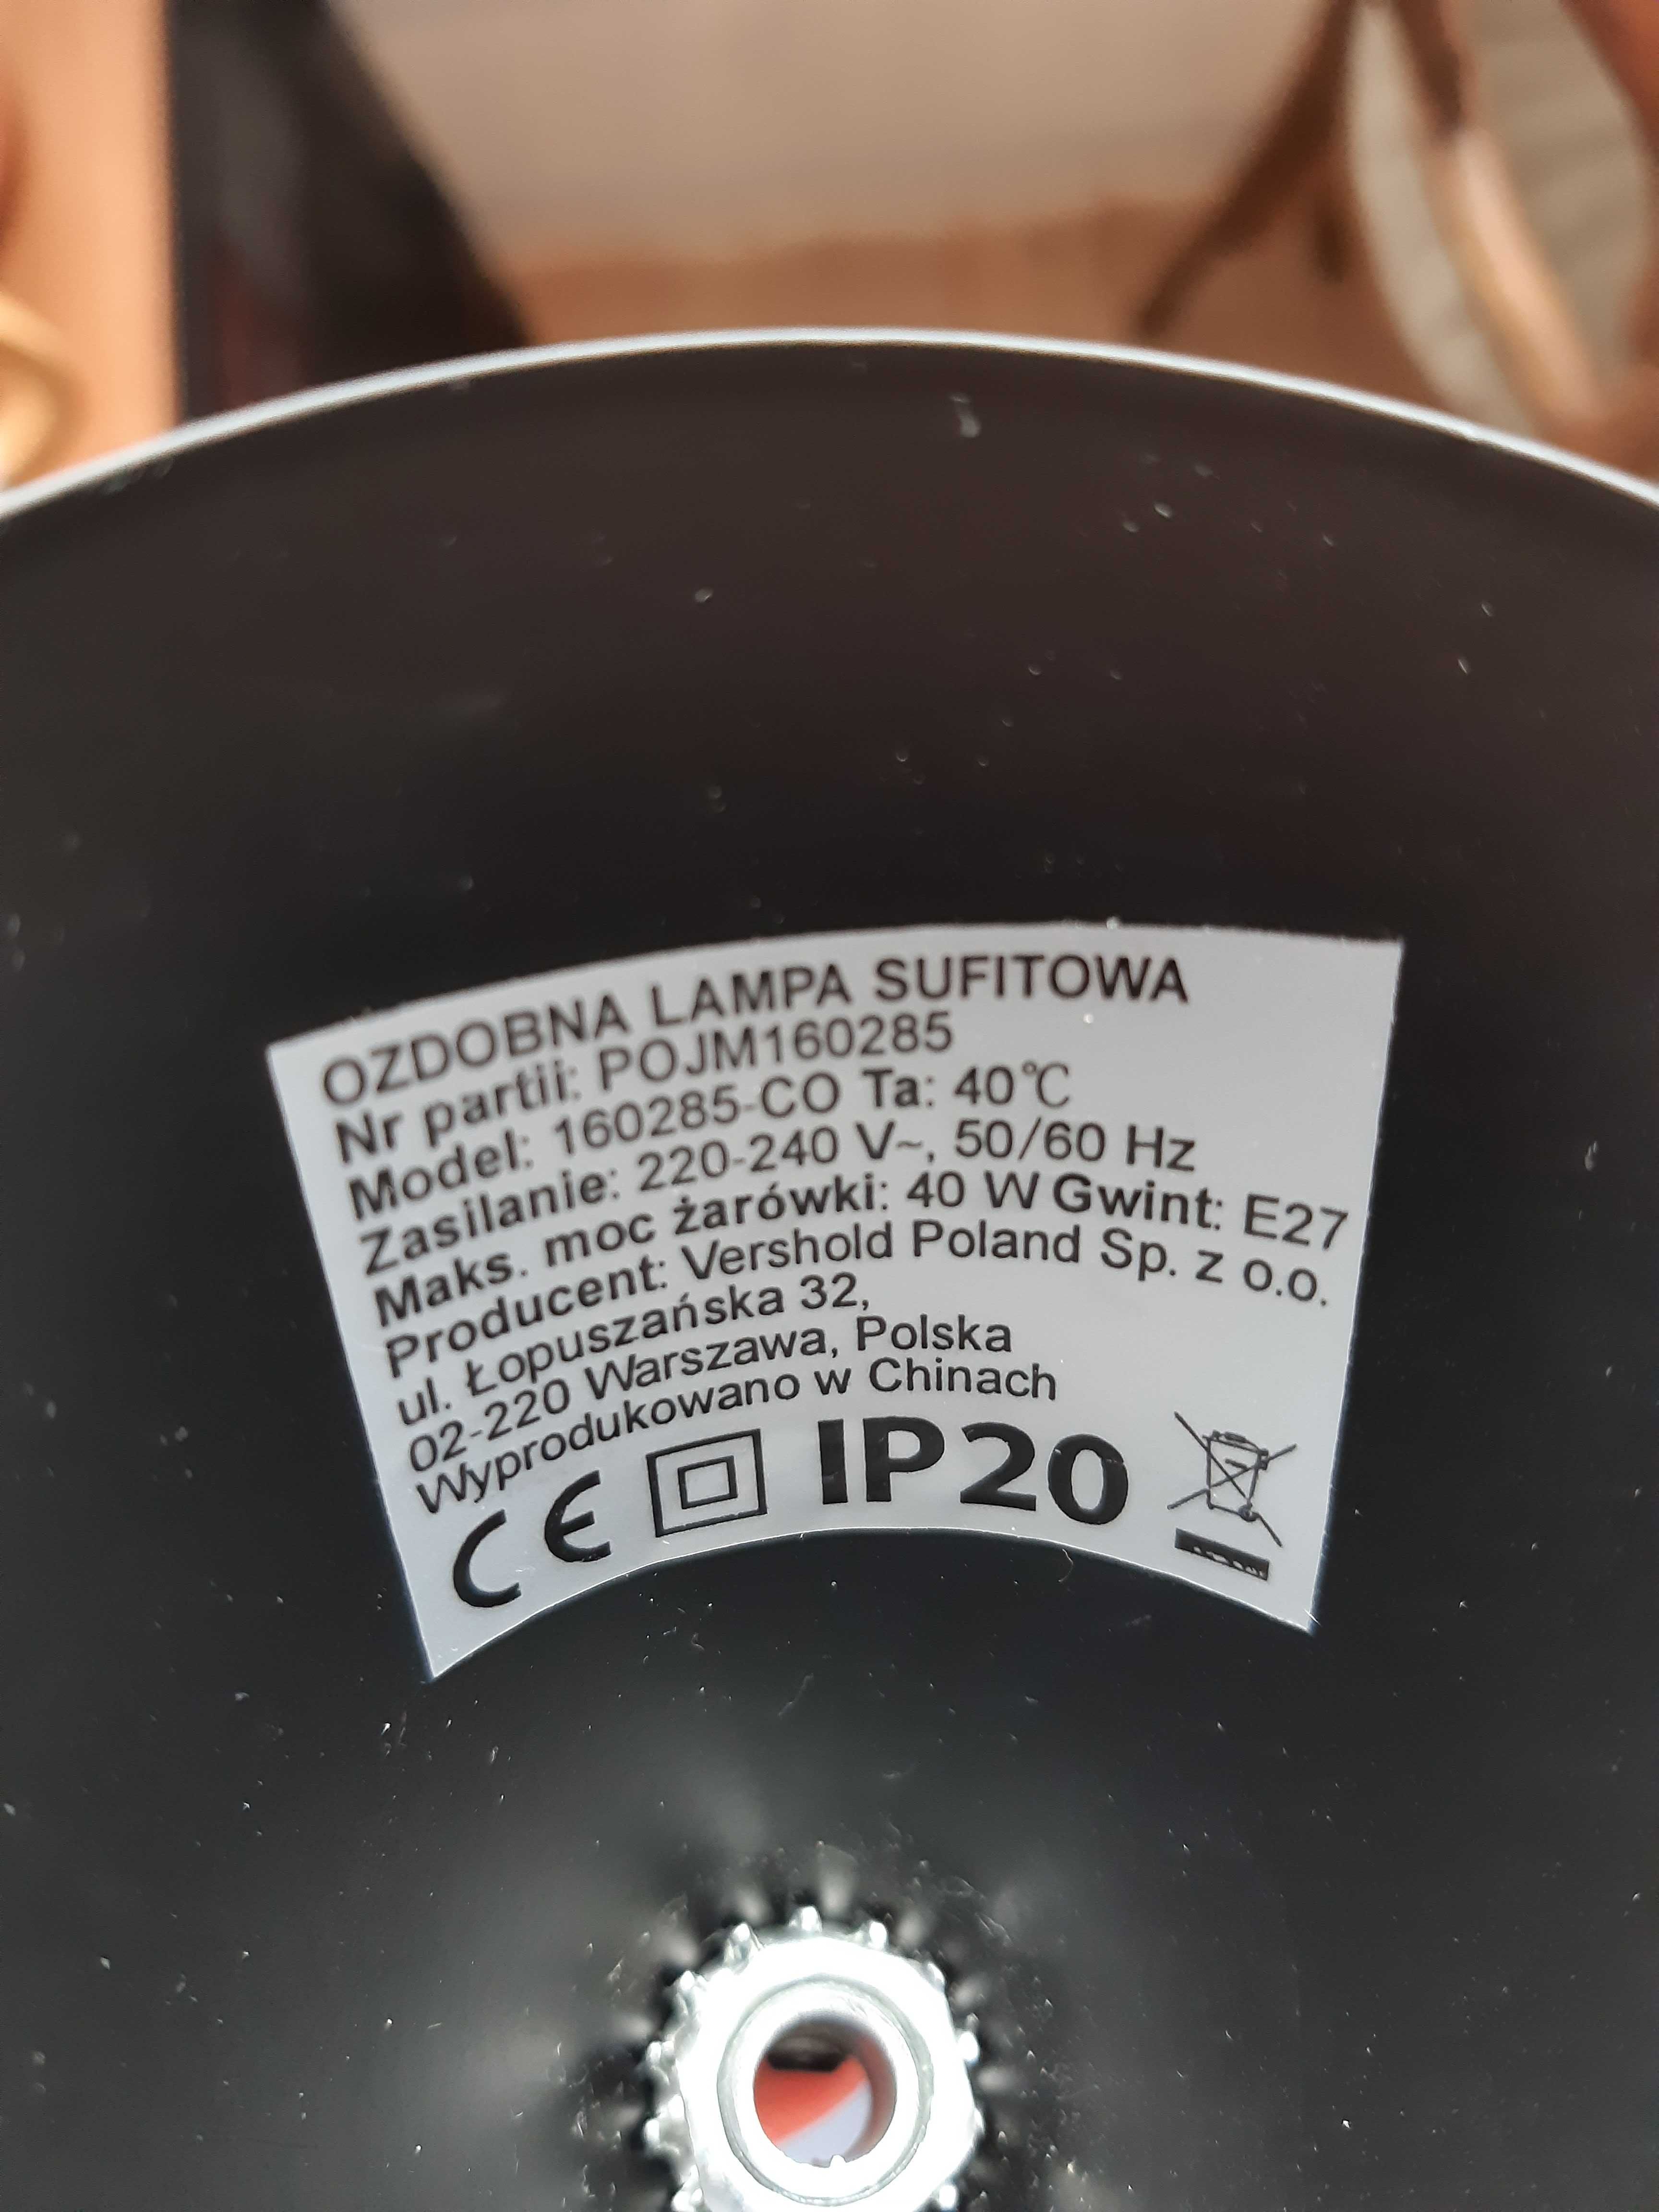 OZDOBNA LAMPA SUFITOWA
Nr partii: POJM160285
Model: 160285-CO Ta: 40°C
Zasilanie: 220-240 V~, 50/60 Hz
Maks. moc żarówki: 40 W Gwint: E27
Producent: Vershold Poland Sp. z o.o.
ul. Łopuszańska 32,
02-220 Warszawa, Polska
Wyprodukowano w Chinach
CE IP20